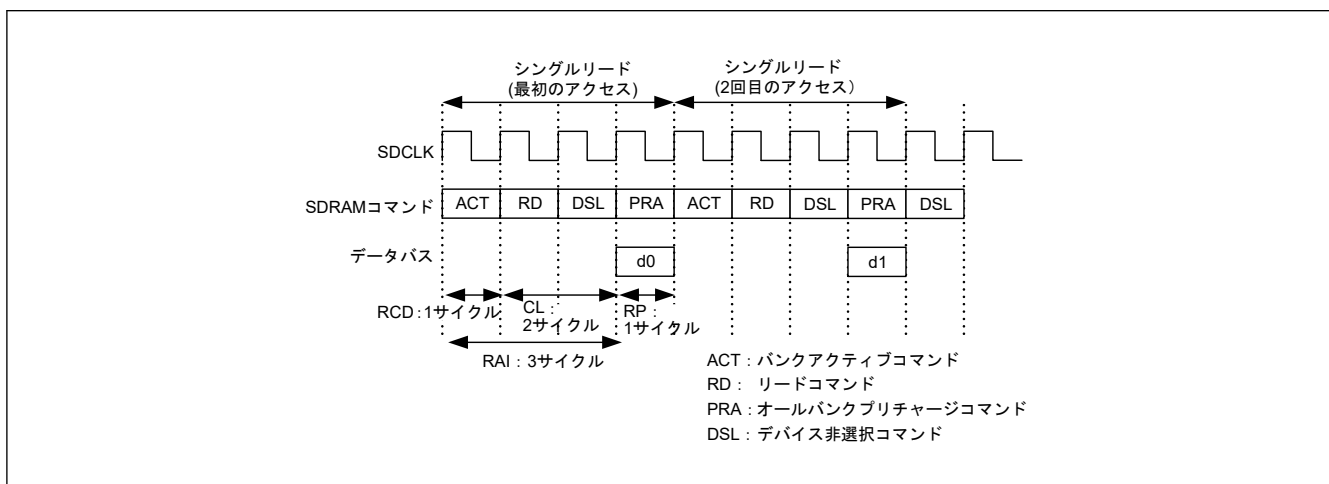 シングルリード
(最初のアクセス)
シングルリード
(2回目のアクセス）
SDCLK
SDRAMコマンド
ACT RD DSL PRA ACT RD DSL PRA DSL
データバス
d0 d1
RCD：1サイクル
CL：
2サイクル
RP：
1サイクル
RAI：3サイクル
ACT：バンクアクティブコマンド
RD： リードコマンド
PRA：オールバンクプリチャージコマンド
DSL：デバイス非選択コマンド